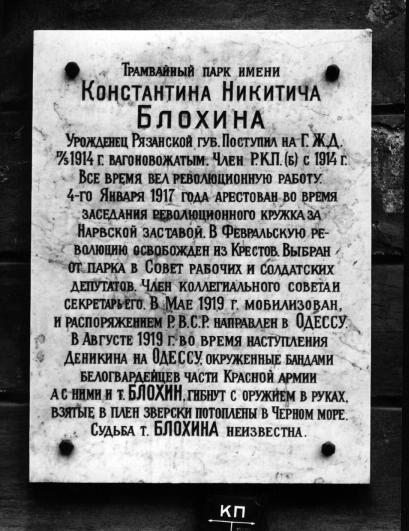 Трамвайный парк имени
Константина Никитича
Блохина
Урожденец Рязанской губ. Поступил на Г.Ж.Д.
7/5 1914 г. вагоновожатым. Член Р.К.П. (б) с 1914 г.
Все время вел революционную работу.
4-го Января 1917 года арестован во время
заседания революционного кружка за
Нарвской заставой. В Февральскую ре-
волюцию освобожден из Крестов. Выбран
от парка в Совет рабочих и солдатских
депутатов. Член коллегиального совета и
секретарь его. В Мае 1919 г. мобилизован,
и распоряжением Р.В.С.Р. направлен в ОДЕССУ.
В Августе 1919 г. во время наступления
Деникина на ОДЕССУ, окруженные бандами
белогвардейцев части Красной армии
а с ними и т. БЛОХИН, гибнут с оружием в руках,
взятые в плен зверски потоплены в Черном море.
Судьба т. БЛОХИНА неизвестна.
КП